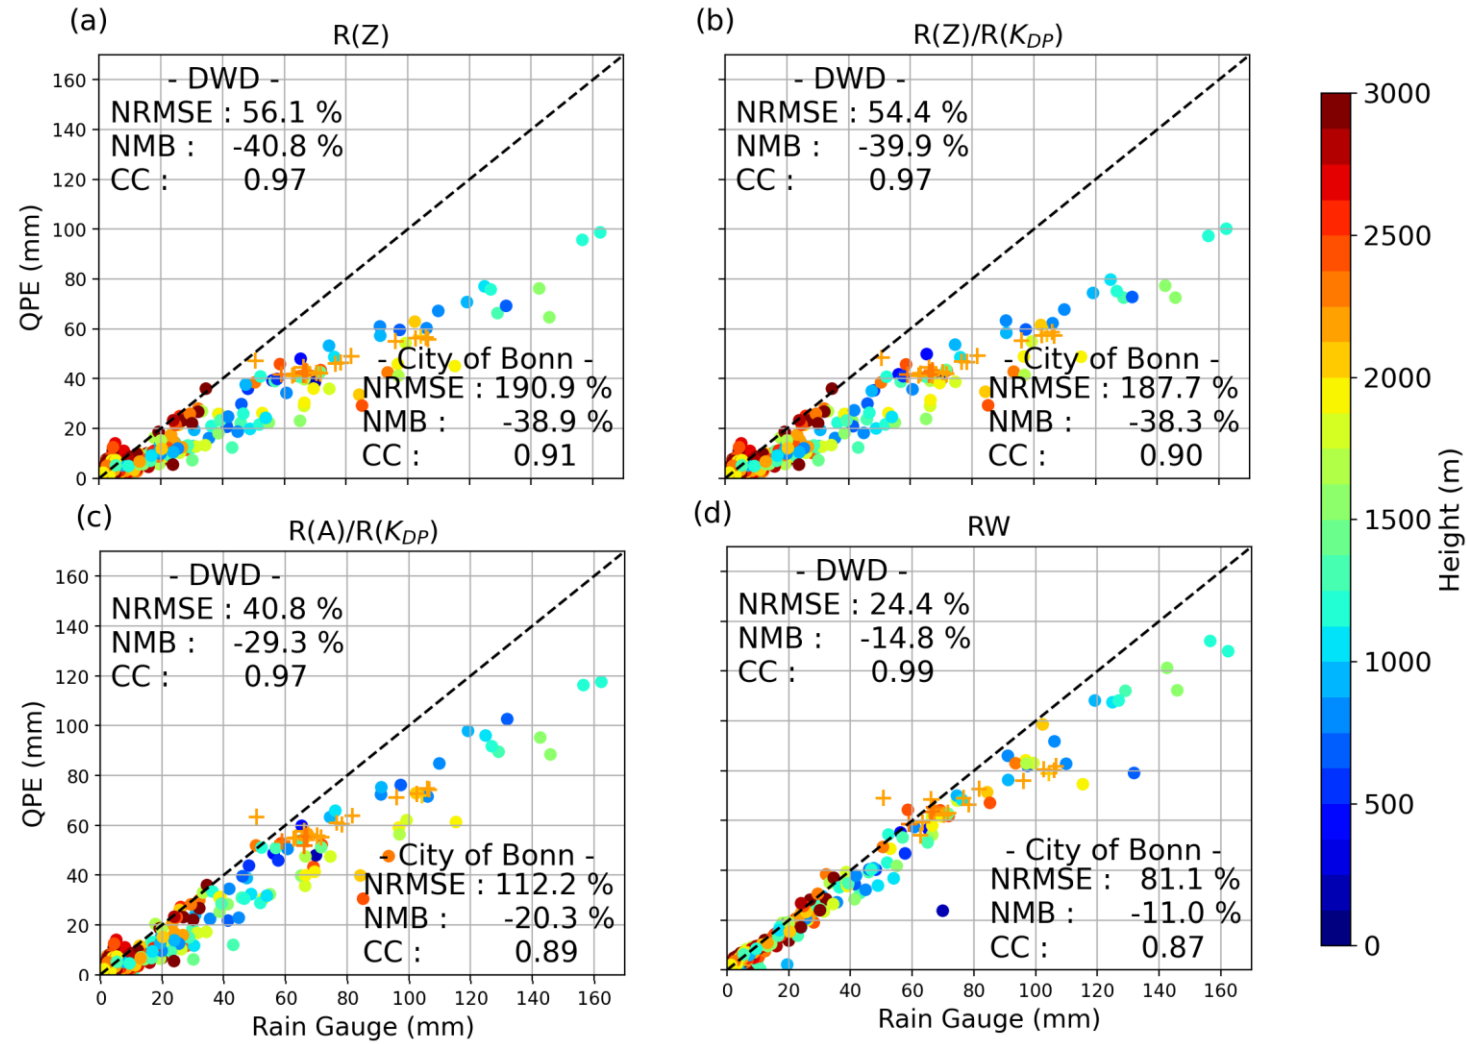 (a)
R(Z)
- DWD -
NRMSE : 56.1 %
NMB : -40.8 %
CC : 0.97
- City of Bonn -
NRMSE : 190.9 %
NMB : -38.9 %
CC : 0.91
160
140
120
100
80
60
40
20
0
QPE (mm)
(b)
R(Z)/R(K_DP)
- DWD -
NRMSE : 54.4 %
NMB : -39.9 %
CC : 0.97
- City of Bonn -
NRMSE : 187.7 %
NMB : -38.3 %
CC : 0.90
(c)
R(A)/R(K_DP)
- DWD -
NRMSE : 40.8 %
NMB : -29.3 %
CC : 0.97
- City of Bonn -
NRMSE : 112.2 %
NMB : -20.3 %
CC : 0.89
160
140
120
100
80
60
40
20
0
QPE (mm)
0 20 40 60 80 100 120 140 160
Rain Gauge (mm)
(d)
RW
- DWD -
NRMSE : 24.4 %
NMB : -14.8 %
CC : 0.99
- City of Bonn -
NRMSE : 81.1 %
NMB : -11.0 %
CC : 0.87
0 20 40 60 80 100 120 140 160
Rain Gauge (mm)
3000
2500
2000
1500
1000
500
0
Height (m)